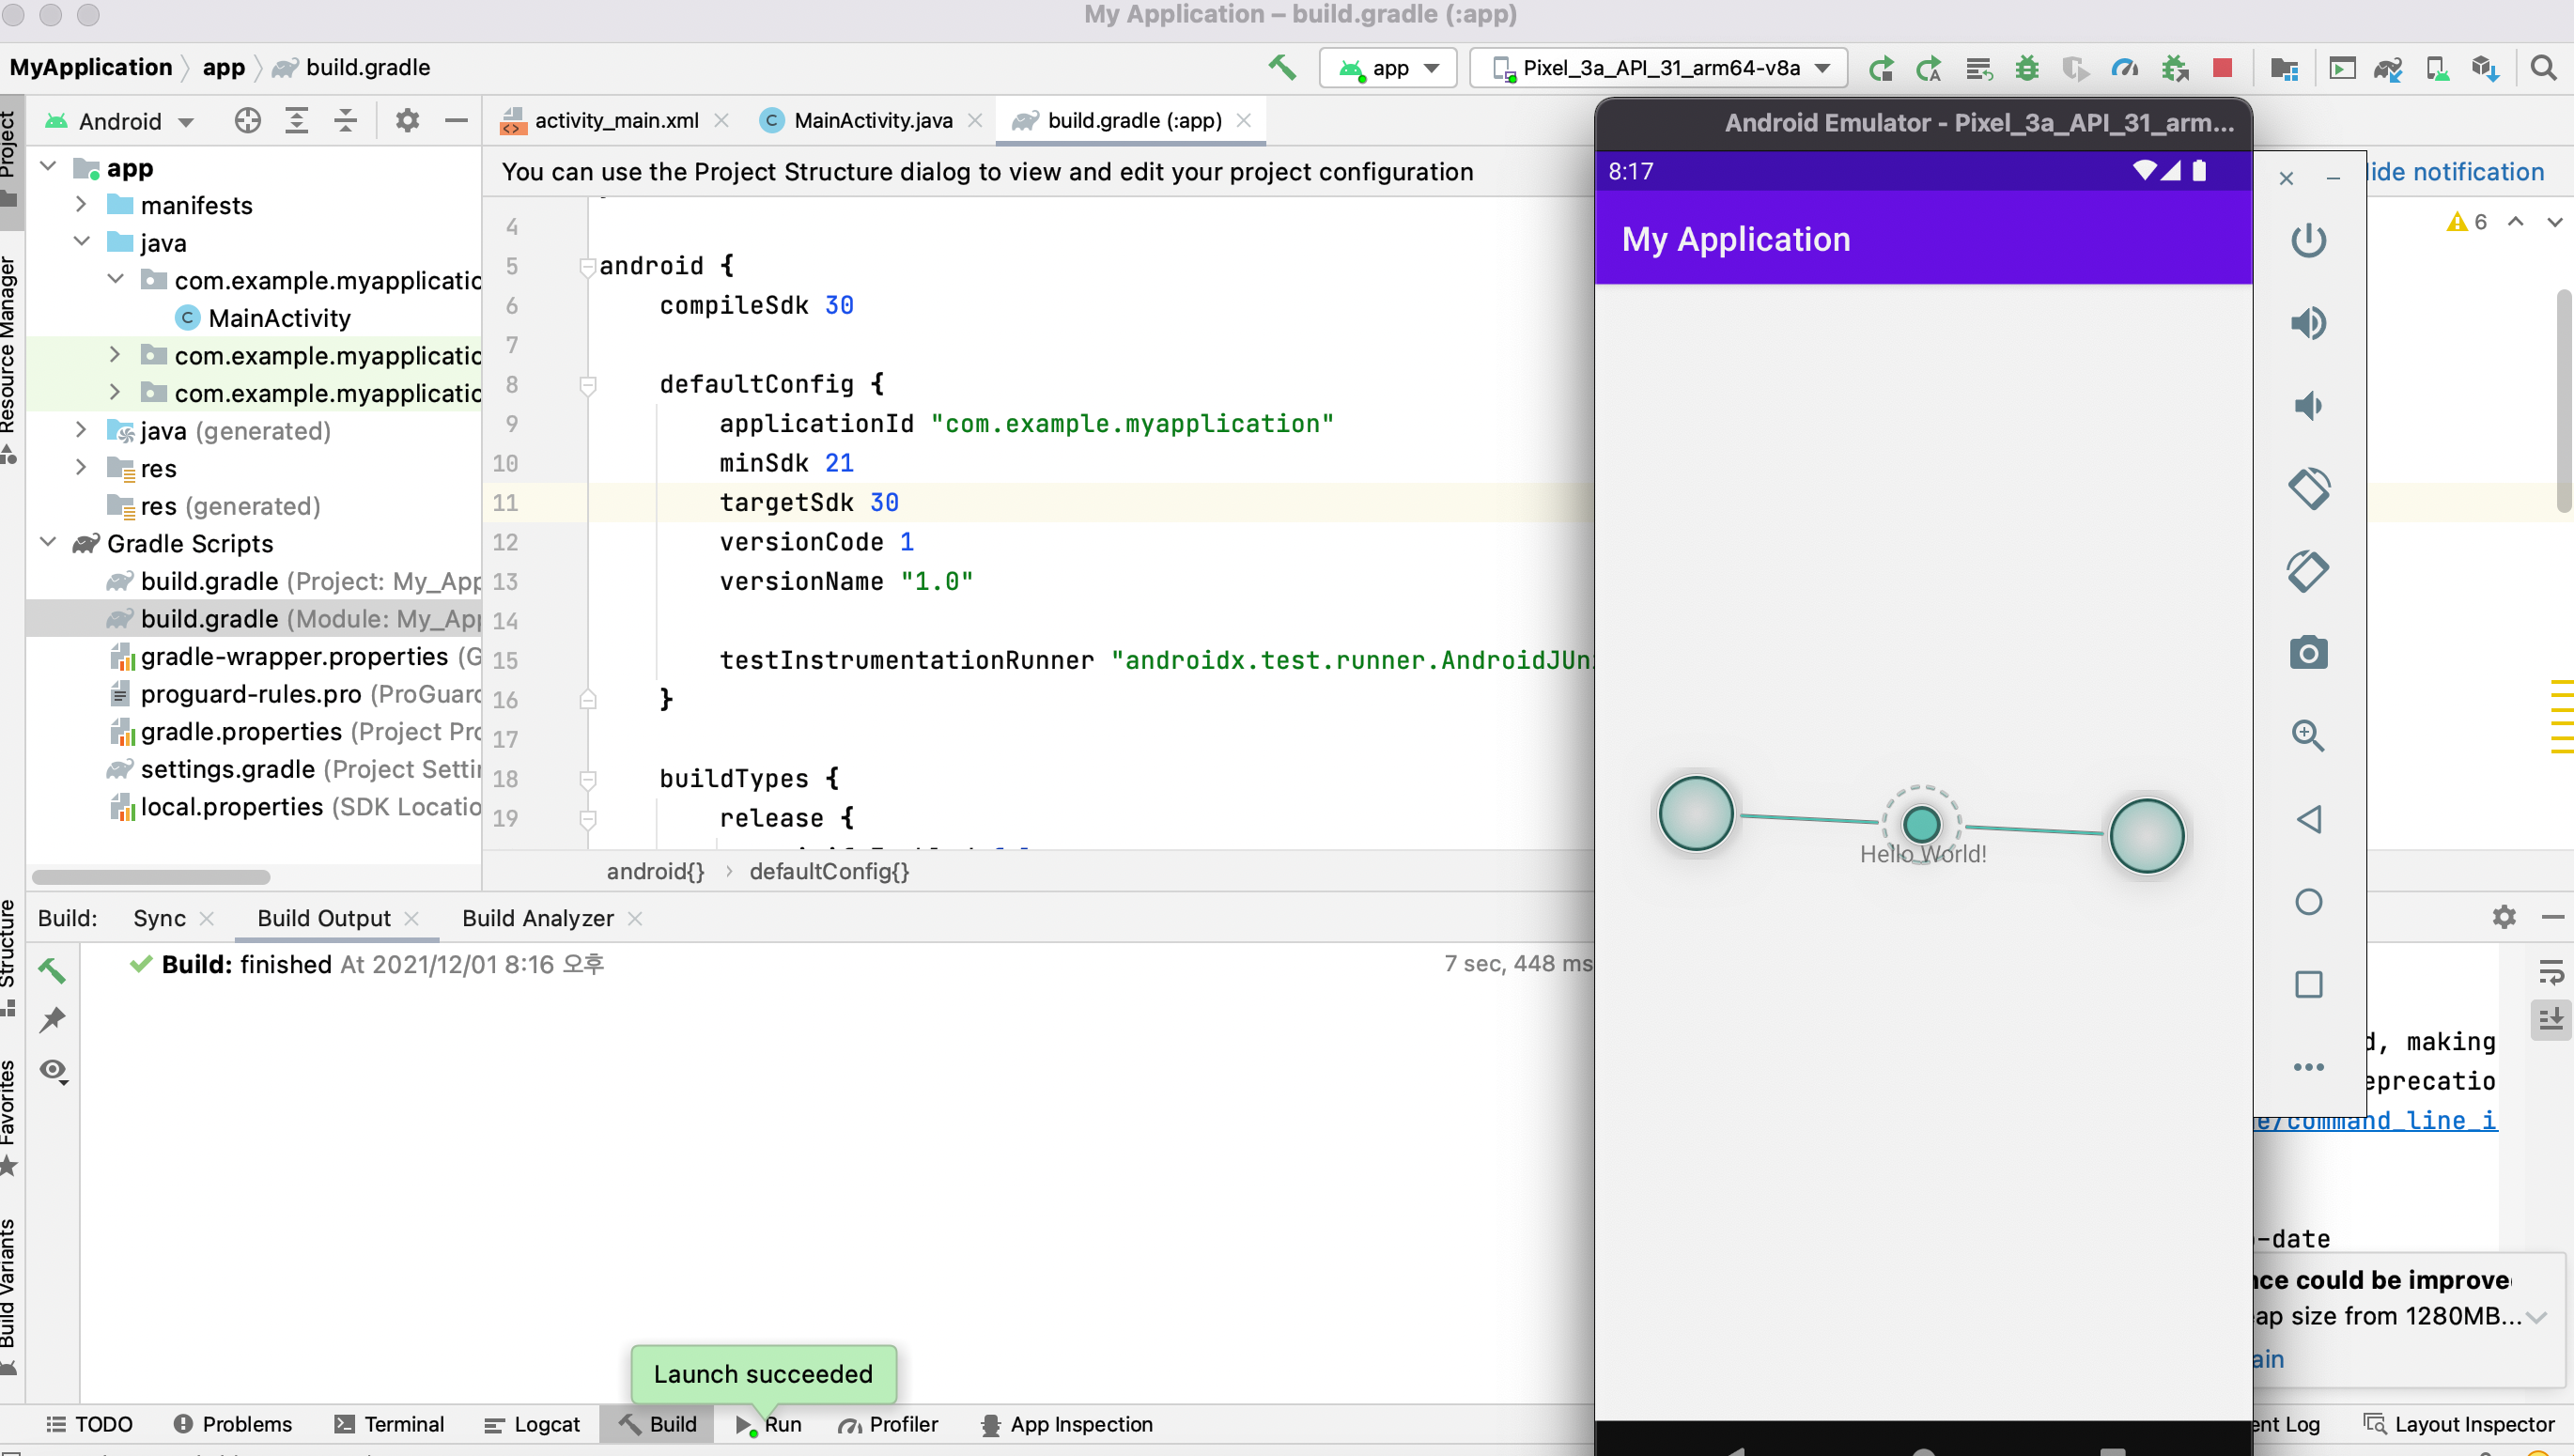 My Application – build.gradle (:app)
MyApplication
app
build.gradle
app
Pixel_3a_API_31_arm64-v8a
Project
Resource Manager
Structure
Favorites
Build Variants
Android
app
manifests
java
com.example.myapplicatio
MainActivity
com.example.myapplicatio
com.example.myapplicatio
java (generated)
res
res (generated)
Gradle Scripts
build.gradle (Project: My_App
build.gradle (Module: My_App
gradle-wrapper.properties (G
proguard-rules.pro (ProGuard
gradle.properties (Project Pro
settings.gradle (Project Settin
local.properties (SDK Locatio
activity_main.xml
MainActivity.java
build.gradle (:app)
You can use the Project Structure dialog to view and edit your project configuration
ide notification
6
4
5 android {
6 compileSdk 30
7
8 defaultConfig {
9 applicationId "com.example.myapplication"
10 minSdk 21
11 targetSdk 30
12 versionCode 1
13 versionName "1.0"
14
15 testInstrumentationRunner "androidx.test.runner.AndroidJUn
16 }
17
18 buildTypes {
19 release {
android{} › defaultConfig{}
Android Emulator - Pixel_3a_API_31_arm...
8:17
My Application
Hello World!
Build: Sync Build Output Build Analyzer
Build: finished At 2021/12/01 8:16 오후
7 sec, 448 ms
d, making
eprecatio
e/command_line_i
-date
nce could be improve
ap size from 1280MB...
ain
Launch succeeded
TODO Problems Terminal Logcat Build Run Profiler App Inspection
ent Log Layout Inspector